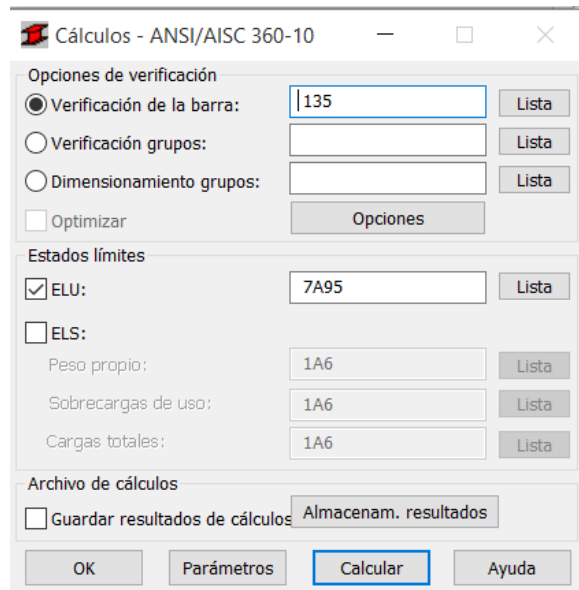 Cálculos - ANSI/AISC 360-10
Opciones de verificación
Verificación de la barra: 135 Lista
Verificación grupos: Lista
Dimensionamiento grupos: Lista
Optimizar Opciones
Estados límites
ELU: 7A95 Lista
ELS:
Peso propio: 1A6 Lista
Sobrecargas de uso: 1A6 Lista
Cargas totales: 1A6 Lista
Archivo de cálculos
Guardar resultados de cálculos Almacenam. resultados
OK Parámetros Calcular Ayuda